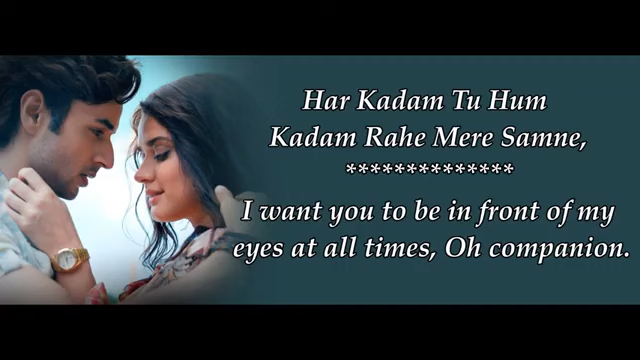 Har Kadam Tu Hum
Kadam Rahe Mere Samne,
**************
I want you to be in front of my
eyes at all times, Oh companion.